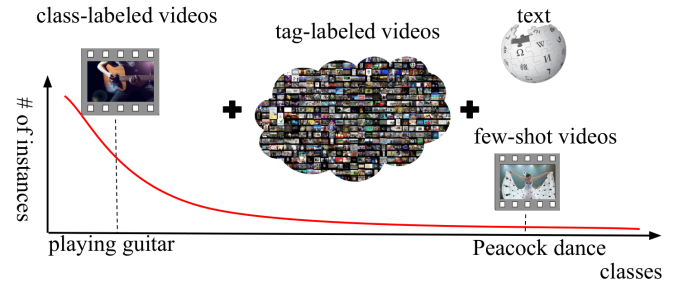 class-labeled videos
tag-labeled videos
text
few-shot videos
# of instances
playing guitar
Peacock dance
classes